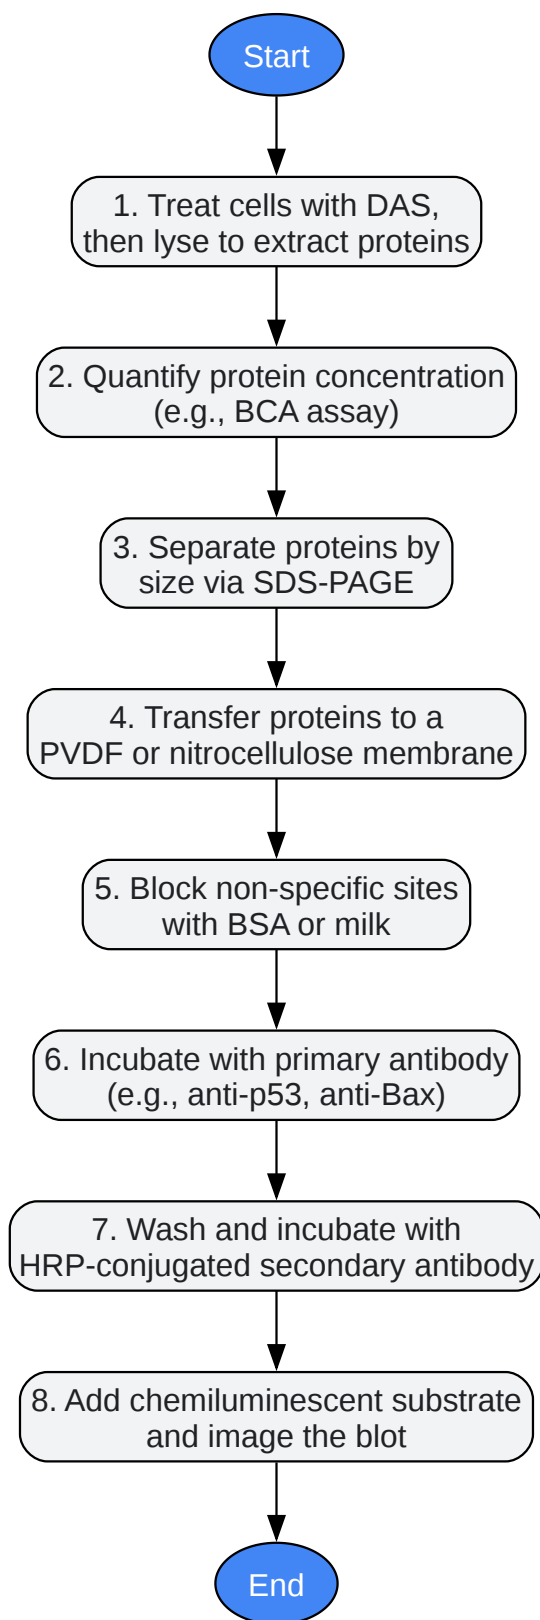 Start
1. Treat cells with DAS,
then lyse to extract proteins
2. Quantify protein concentration
(e.g., BCA assay)
3. Separate proteins by
size via SDS-PAGE
4. Transfer proteins to a
PVDF or nitrocellulose membrane
5. Block non-specific sites
with BSA or milk
6. Incubate with primary antibody
(e.g., anti-p53, anti-Bax)
7. Wash and incubate with
HRP-conjugated secondary antibody
8. Add chemiluminescent substrate
and image the blot
End